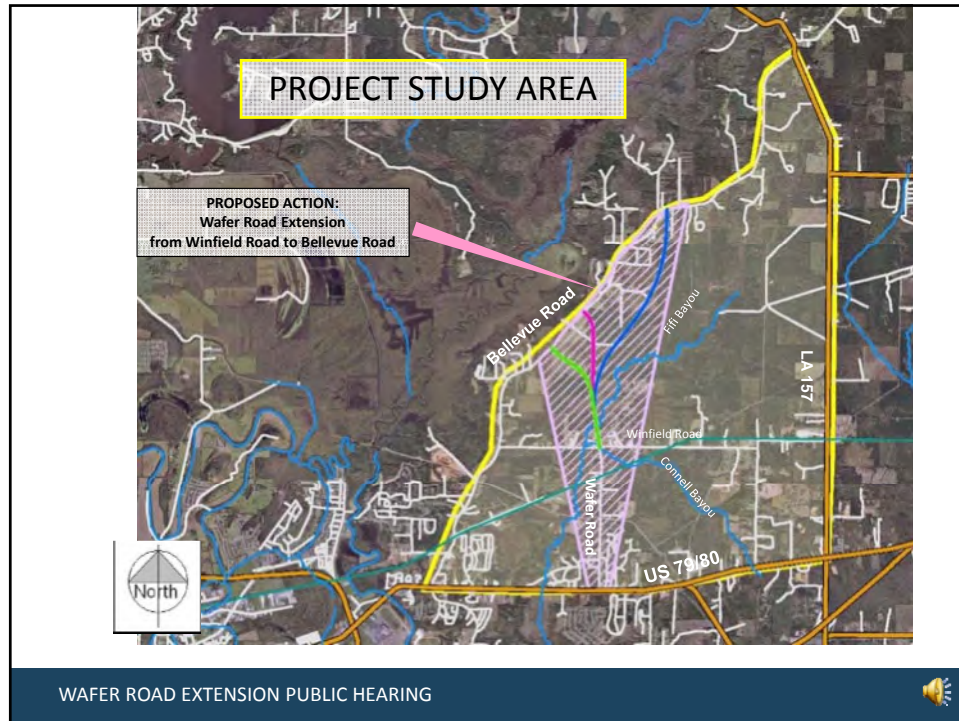 PROJECT STUDY AREA
PROPOSED ACTION:
Wafer Road Extension
from Winfield Road to Bellevue Road
Bellevue Road
Fifi Bayou
LA 157
Winfield Road
Connell Bayou
Wafer Road
US 79/80
North
WAFER ROAD EXTENSION PUBLIC HEARING